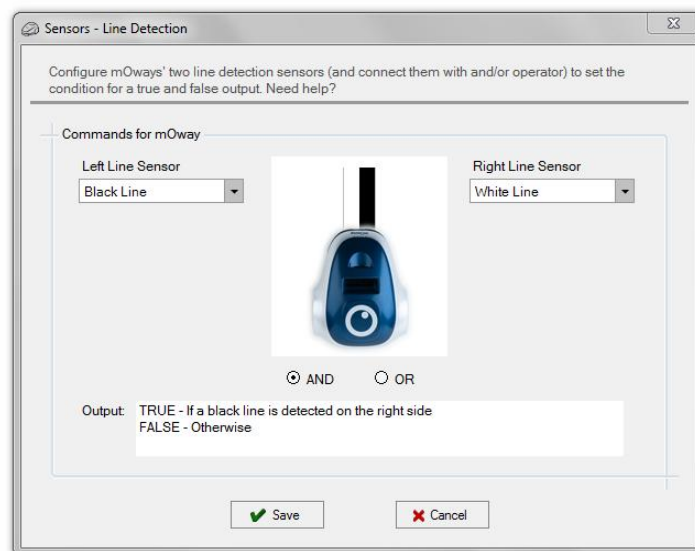 Sensors - Line Detection
Configure mOways' two line detection sensors (and connect them with and/or operator) to set the
condition for a true and false output. Need help?
Commands for mOway
Left Line Sensor
Right Line Sensor
Black Line
White Line
AND
OR
Output:
TRUE - If a black line is detected on the right side
FALSE - Otherwise
Save
Cancel